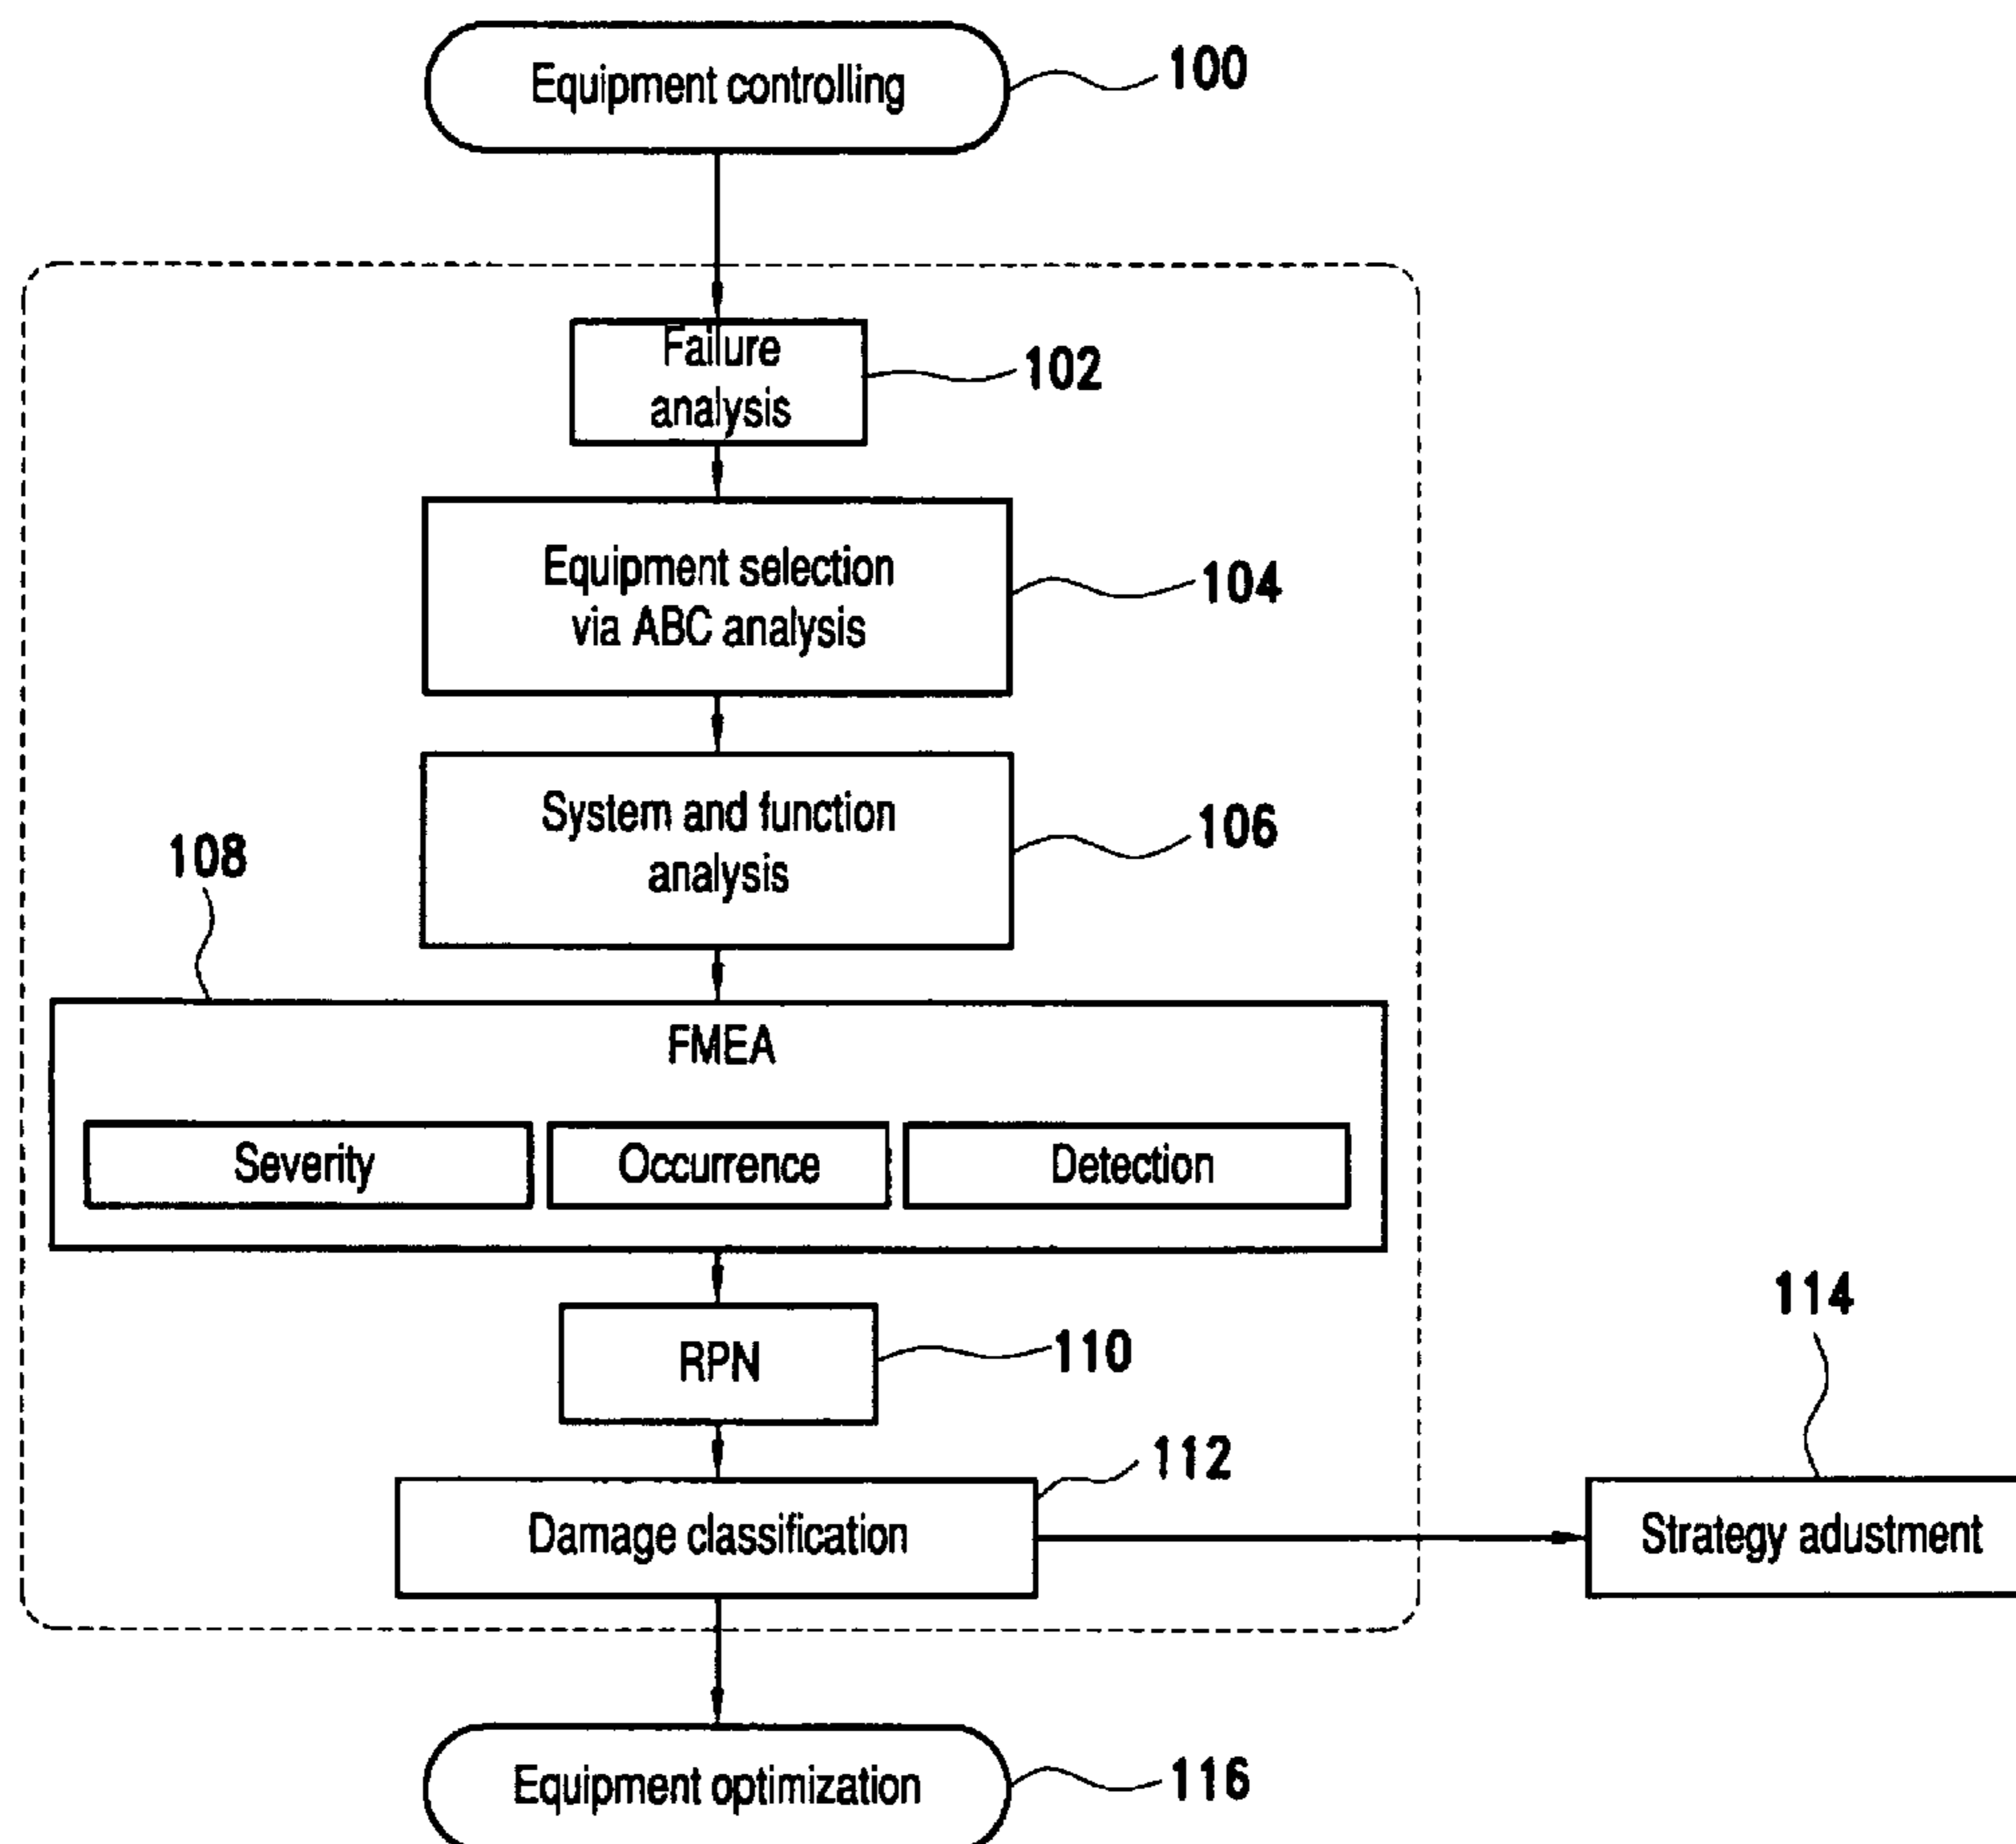 Equipment controlling
100
Failure
analysis
102
Equipment selection
via ABC analysis
104
System and function
analysis
106
108
FMEA
Severity
Occurrence
Detection
RPN
110
112
Damage classification
114
Strategy adustment
Equipment optimization
116